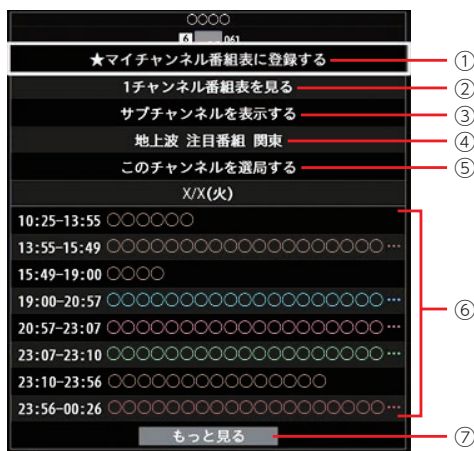 ○○○○
6 061
★マイチャンネル番組表に登録する ①
1チャンネル番組表を見る ②
サブチャンネルを表示する ③
地上波 注目番組 関東 ④
このチャンネルを選局する ⑤
X/X(火)
10:25-13:55 ○○○○○○
13:55-15:49 ○○○○○○○○○○○○○○○○○○○…
15:49-19:00 ○○○○
19:00-20:57 ○○○○○○○○○○○○○○○○○○○…
20:57-23:07 ○○○○○○○○○○○○○○○○○○○…
23:07-23:10 ○○○○○○○○○○○○○○○○○○○…
23:10-23:56 ○○○○○○○○○○○○○○○
23:56-00:26 ○○○○○○○○○○○○○○○○○○○…
⑥
もっと見る ⑦